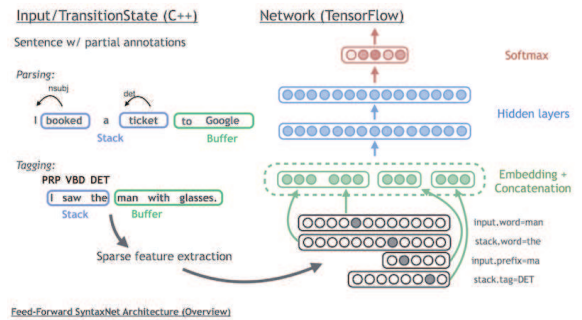 Input/TransitionState (C++)
Network (TensorFlow)
Sentence w/ partial annotations
Softmax
Parsing:
nsubj
det
I booked a ticket to Google
Stack
Buffer
Hidden layers
Tagging:
PRP VBD DET
I saw the man with glasses.
Stack
Buffer
Embedding +
Concatenation
input.word=man
stack.word=the
input.prefix=ma
stack.tag=DET
Sparse feature extraction
Feed-Forward SyntaxNet Architecture (Overview)